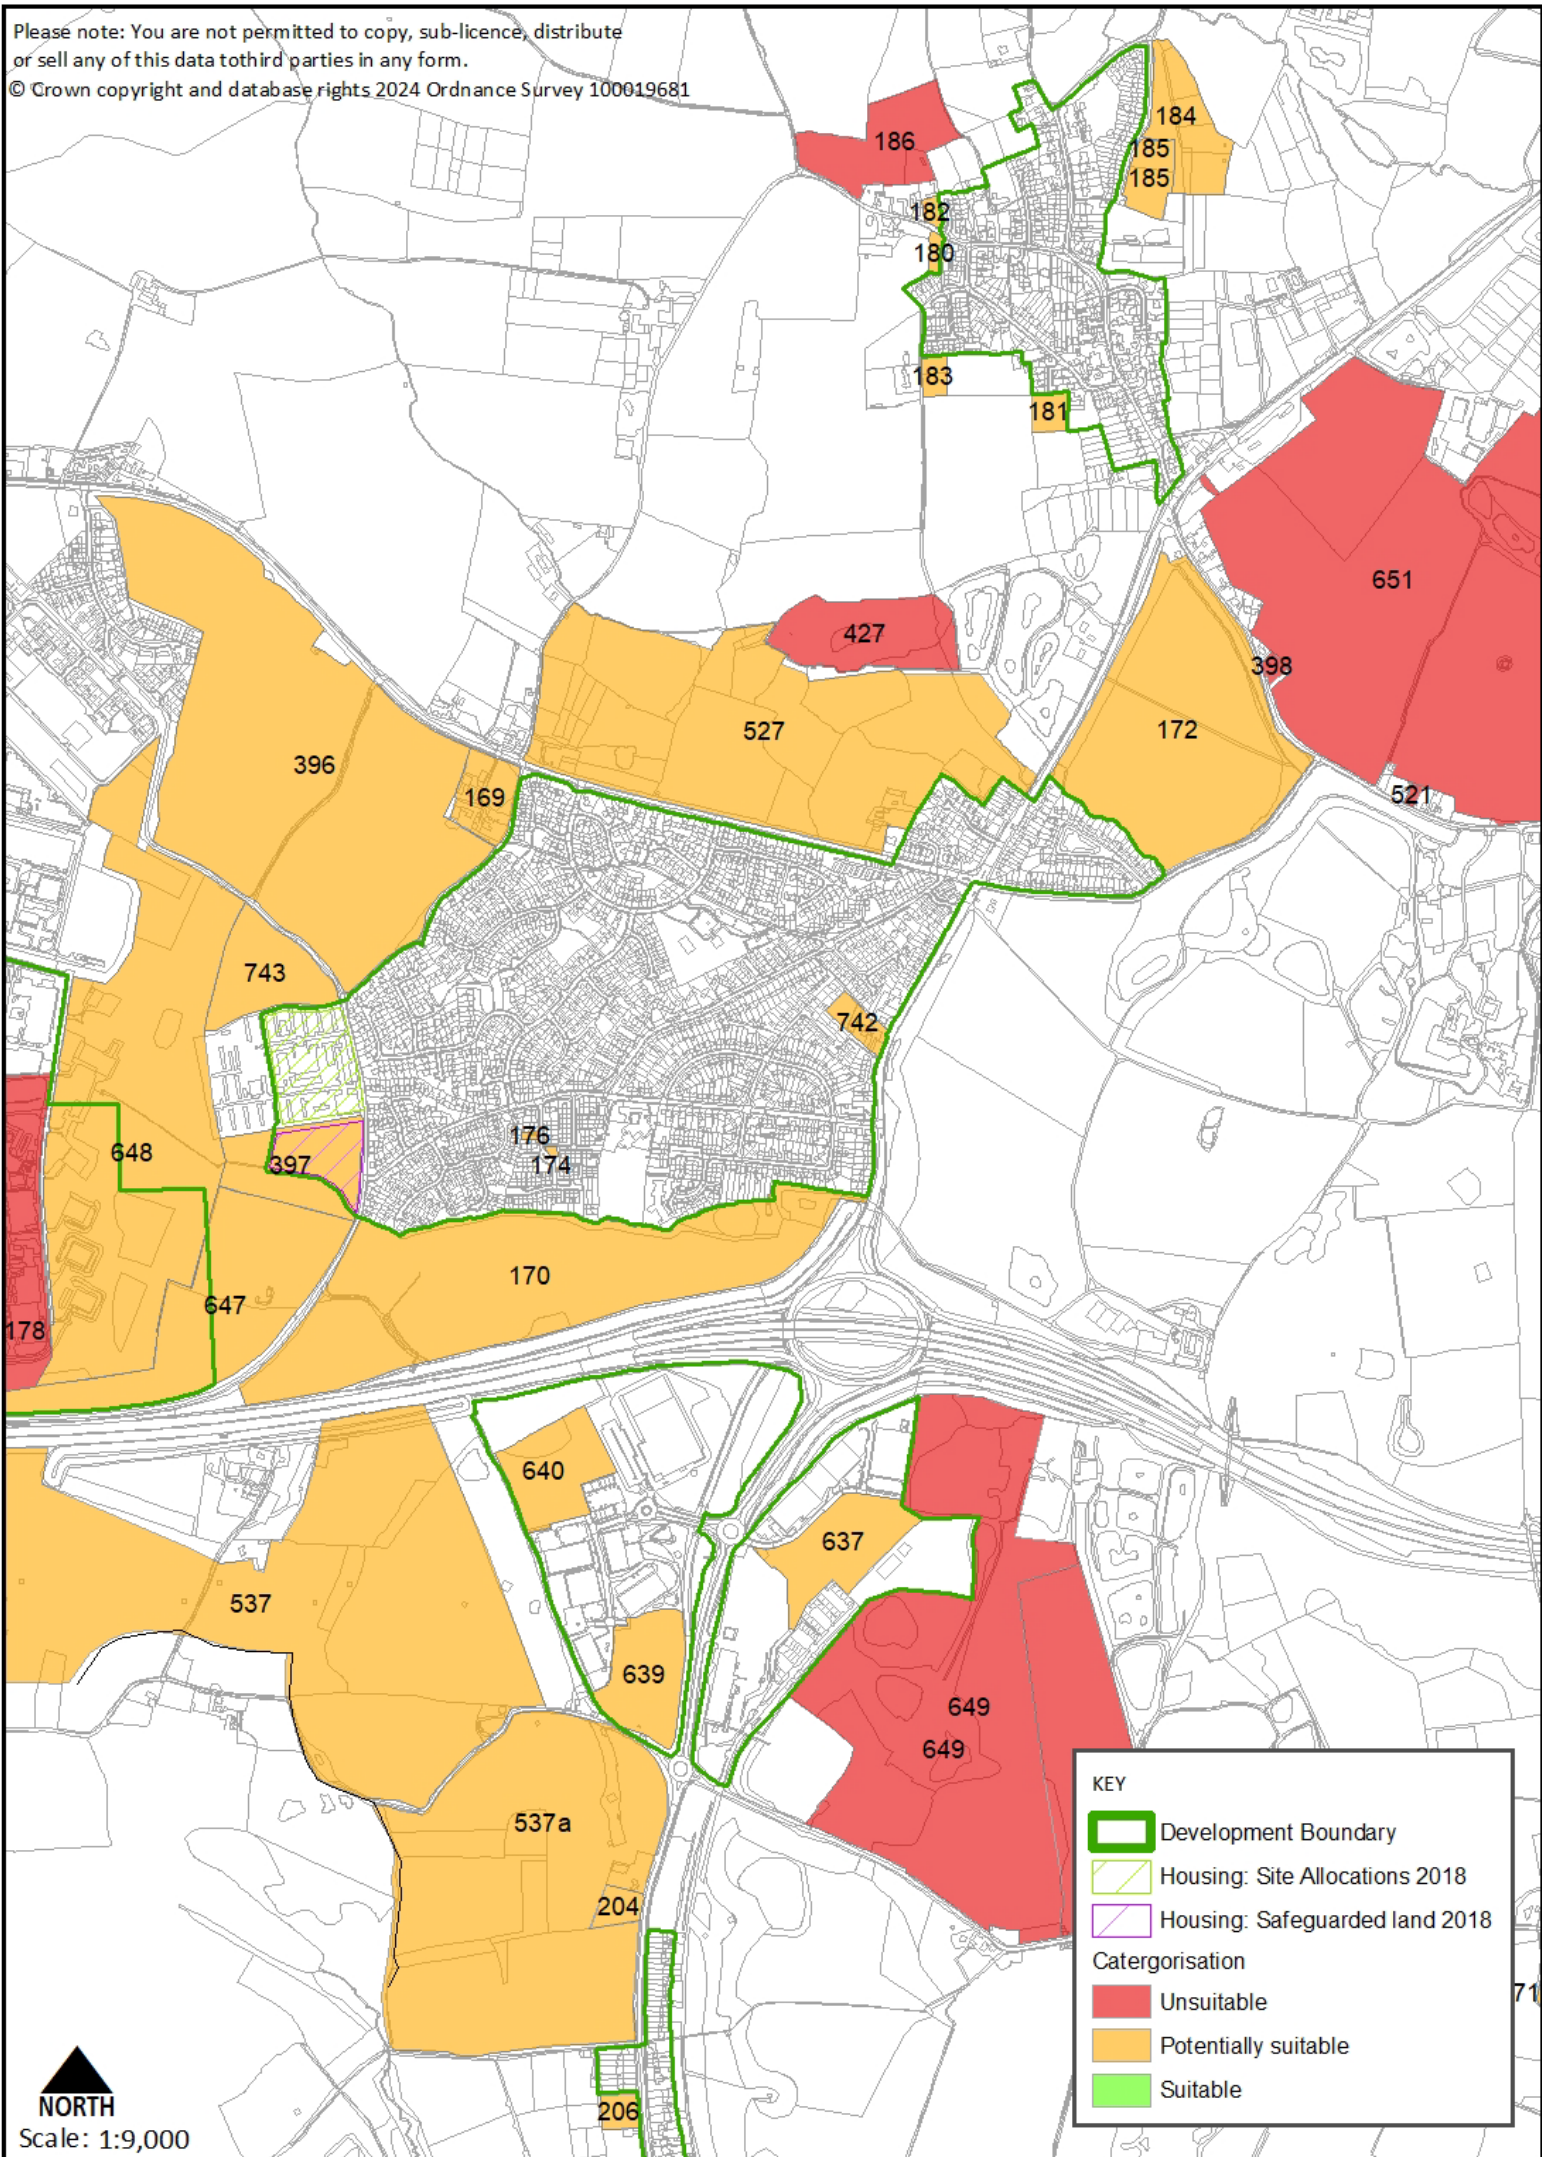 Please note: You are not permitted to copy, sub-licence, distribute
or sell any of this data tothird parties in any form.
© Crown copyright and database rights 2024 Ordnance Survey 100019681
184
186
185
185
182
180
183
181
651
427
398
172
527
396
169
521
743
742
176
648
174
397
170
647
178
640
637
537
639
649
649
537a
204
206
71
KEY
Development Boundary
Housing: Site Allocations 2018
Housing: Safeguarded land 2018
Catergorisation
Unsuitable
Potentially suitable
Suitable
NORTH
Scale: 1:9,000